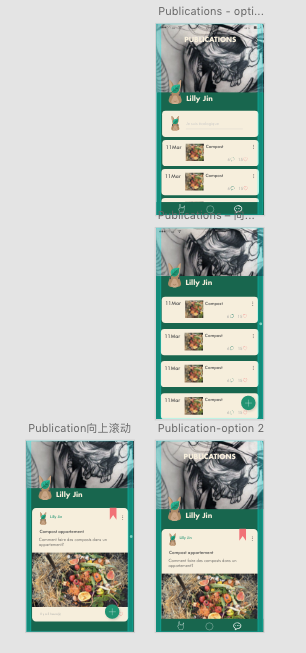 Publications - opti...
PUBLICATIONS
Lilly Jin
11Mar
Compost
11Mar
Compost
Publications - 向...
Lilly Jin
11Mar
Compost
11Mar
Compost
11Mar
Compost
11Mar
Compost
Publication向上滚动
Lilly Jin
Lilly Jin
Compost appartement
Comment faire des composts dans un
appartement?
Publication-option 2
PUBLICATIONS
Lilly Jin
Lilly Jin
Compost appartement
Comment faire des composts dans un
appartement?